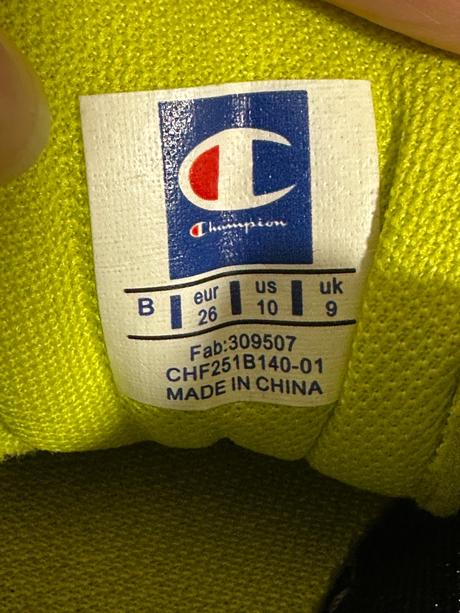 Champion
B eur us uk
26 10 9
Fab:309507
CHF251B140-01
MADE IN CHINA